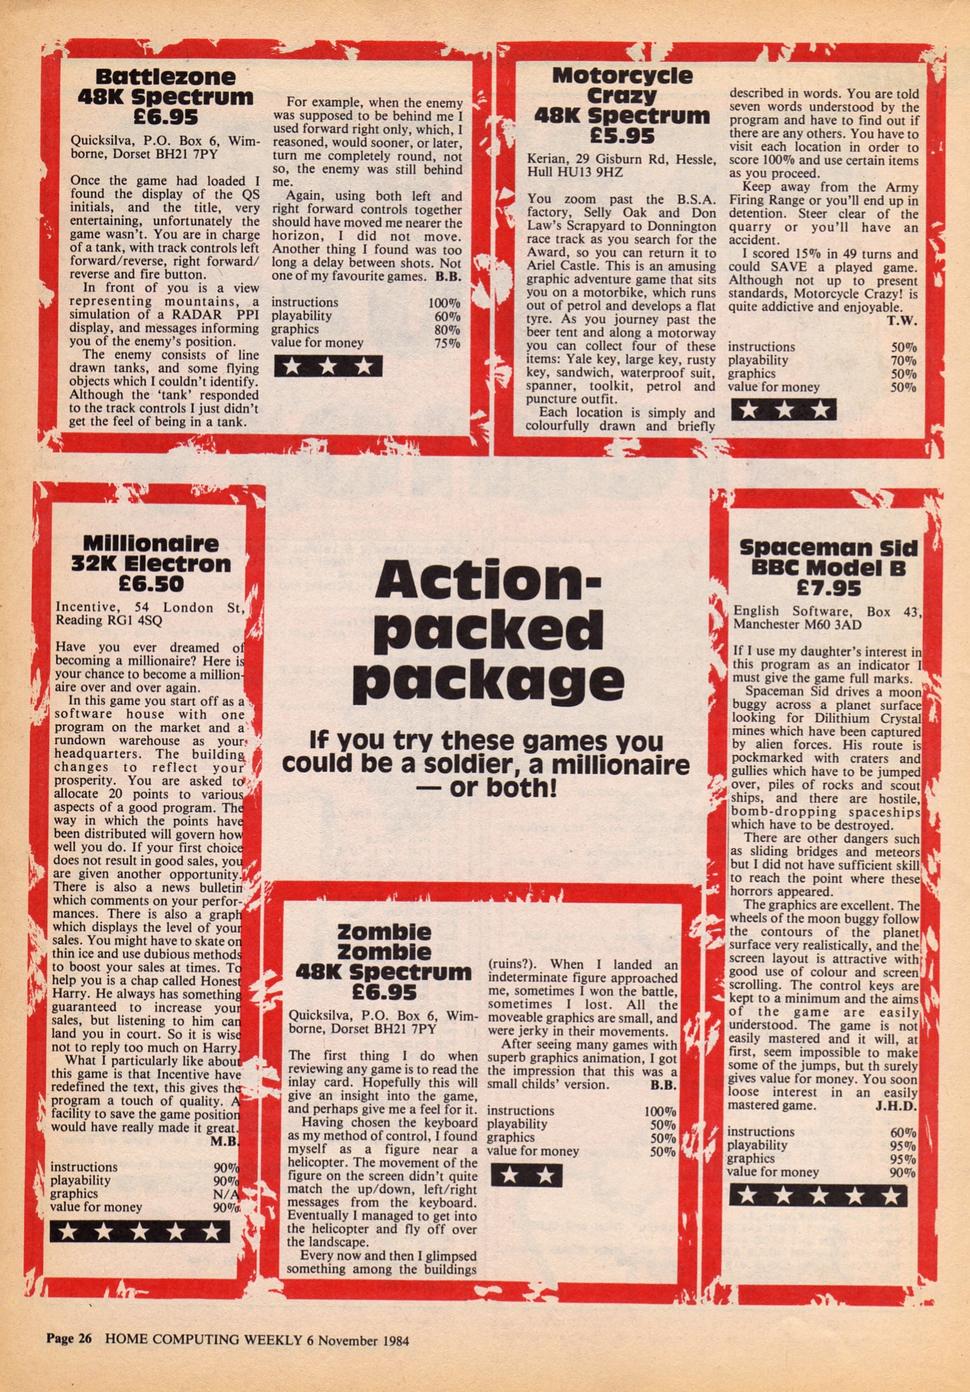 Battlezone
48K Spectrum
£6.95
Quicksilva, P.O. Box 6, Wim-
borne, Dorset BH21 7PY
Once the game had loaded I
found the display of the QS
initials, and the title, very
entertaining, unfortunately the
game wasn't. You are in charge
of a tank, with track controls left
forward/reverse, right forward/
reverse and fire button.
In front of you is a view
representing mountains, a
simulation of a RADAR PPI
display, and messages informing
you of the enemy's position.
The enemy consists of line
drawn tanks, and some flying
objects which I couldn't identify.
Although the 'tank' responded
to the track controls I just didn't
get the feel of being in a tank.
For example, when the enemy
was supposed to be behind me I
used forward right only, which, I
reasoned, would sooner, or later,
turn me completely round, not
so, the enemy was still behind
me.
Again, using both left and
right forward controls together
should have moved me nearer the
horizon, I did not move.
Another thing I found was too
long a delay between shots. Not
one of my favourite games. B.B.
instructions 100%
playability 60%
graphics 80%
value for money 75%
Motorcycle
Crazy
48K Spectrum
£5.95
Kerian, 29 Gisburn Rd, Hessle,
Hull HU13 9HZ
You zoom past the B.S.A.
factory, Selly Oak and Don
Law's Scrapyard to Donnington
race track as you search for the
Award, so you can return it to
Ariel Castle. This is an amusing
graphic adventure game that sits
you on a motorbike, which runs
out of petrol and develops a flat
tyre. As you journey past the
beer tent and along a motorway
you can collect four of these
items: Yale key, large key, rusty
key, sandwich, waterproof suit,
spanner, toolkit, petrol and
puncture outfit.
Each location is simply and
colourfully drawn and briefly
described in words. You are told
seven words understood by the
program and have to find out if
there are any others. You have to
visit each location in order to
score 100% and use certain items
as you proceed.
Keep away from the Army
Firing Range or you'll end up in
detention. Steer clear of the
quarry or you'll have an
accident.
I scored 15% in 49 turns and
could SAVE a played game.
Although not up to present
standards, Motorcycle Crazy! is
quite addictive and enjoyable.
T.W.
instructions 50%
playability 70%
graphics 50%
value for money 50%
Millionaire
32K Electron
£6.50
Incentive, 54 London St,
Reading RG1 4SQ
Have you ever dreamed of
becoming a millionaire? Here is
your chance to become a million-
aire over and over again.
In this game you start off as a
software house with one
program on the market and a
rundown warehouse as your
headquarters. The building
changes to reflect your
prosperity. You are asked to
allocate 20 points to various
aspects of a good program. The
way in which the points have
been distributed will govern how
well you do. If your first choice
does not result in good sales, you
are given another opportunity.
There is also a news bulletin
which comments on your perfor-
mances. There is also a graph
which displays the level of your
sales. You might have to skate on
thin ice and use dubious methods
to boost your sales at times. To
help you is a chap called Honest
Harry. He always has something
guaranteed to increase your
sales, but listening to him can
land you in court. So it is wise
not to reply too much on Harry.
What I particularly like about
this game is that Incentive have
redefined the text, this gives the
program a touch of quality. A
facility to save the game position
would have really made it great.
M.B.
instructions 90%
playability 90%
graphics N/A
value for money 90%
Action-
packed
package
If you try these games you
could be a soldier, a millionaire
— or both!
Zombie
Zombie
48K Spectrum
£6.95
Quicksilva, P.O. Box 6, Wim-
borne, Dorset BH21 7PY
The first thing I do when
reviewing any game is to read the
inlay card. Hopefully this will
give an insight into the game,
and perhaps give me a feel for it.
Having chosen the keyboard
as my method of control, I found
myself as a figure near a
helicopter. The movement of the
figure on the screen didn't quite
match the up/down, left/right
messages from the keyboard.
Eventually I managed to get into
the helicopter and fly off over
the landscape.
Every now and then I glimpsed
something among the buildings
(ruins?). When I landed an
indeterminate figure approached
me, sometimes I won the battle,
sometimes I lost. All the
moveable graphics are small, and
were jerky in their movements.
After seeing many games with
superb graphics animation, I got
the impression that this was a
small childs' version. B.B.
instructions 100%
playability 50%
graphics 50%
value for money 50%
Spaceman Sid
BBC Model B
£7.95
English Software, Box 43,
Manchester M60 3AD
If I use my daughter's interest in
this program as an indicator I
must give the game full marks.
Spaceman Sid drives a moon
buggy across a planet surface
looking for Dilithium Crystal
mines which have been captured
by alien forces. His route is
pockmarked with craters and
gullies which have to be jumped
over, piles of rocks and scout
ships, and there are hostile,
bomb-dropping spaceships
which have to be destroyed.
There are other dangers such
as sliding bridges and meteors
but I did not have sufficient skill
to reach the point where these
horrors appeared.
The graphics are excellent. The
wheels of the moon buggy follow
the contours of the planet
surface very realistically, and the
screen layout is attractive with
good use of colour and screen
scrolling. The control keys are
kept to a minimum and the aims
of the game are easily
understood. The game is not
easily mastered and it will, at
first, seem impossible to make
some of the jumps, but th surely
gives value for money. You soon
loose interest in an easily
mastered game. J.H.D.
instructions 60%
playability 95%
graphics 95%
value for money 90%
Page 26 HOME COMPUTING WEEKLY 6 November 1984